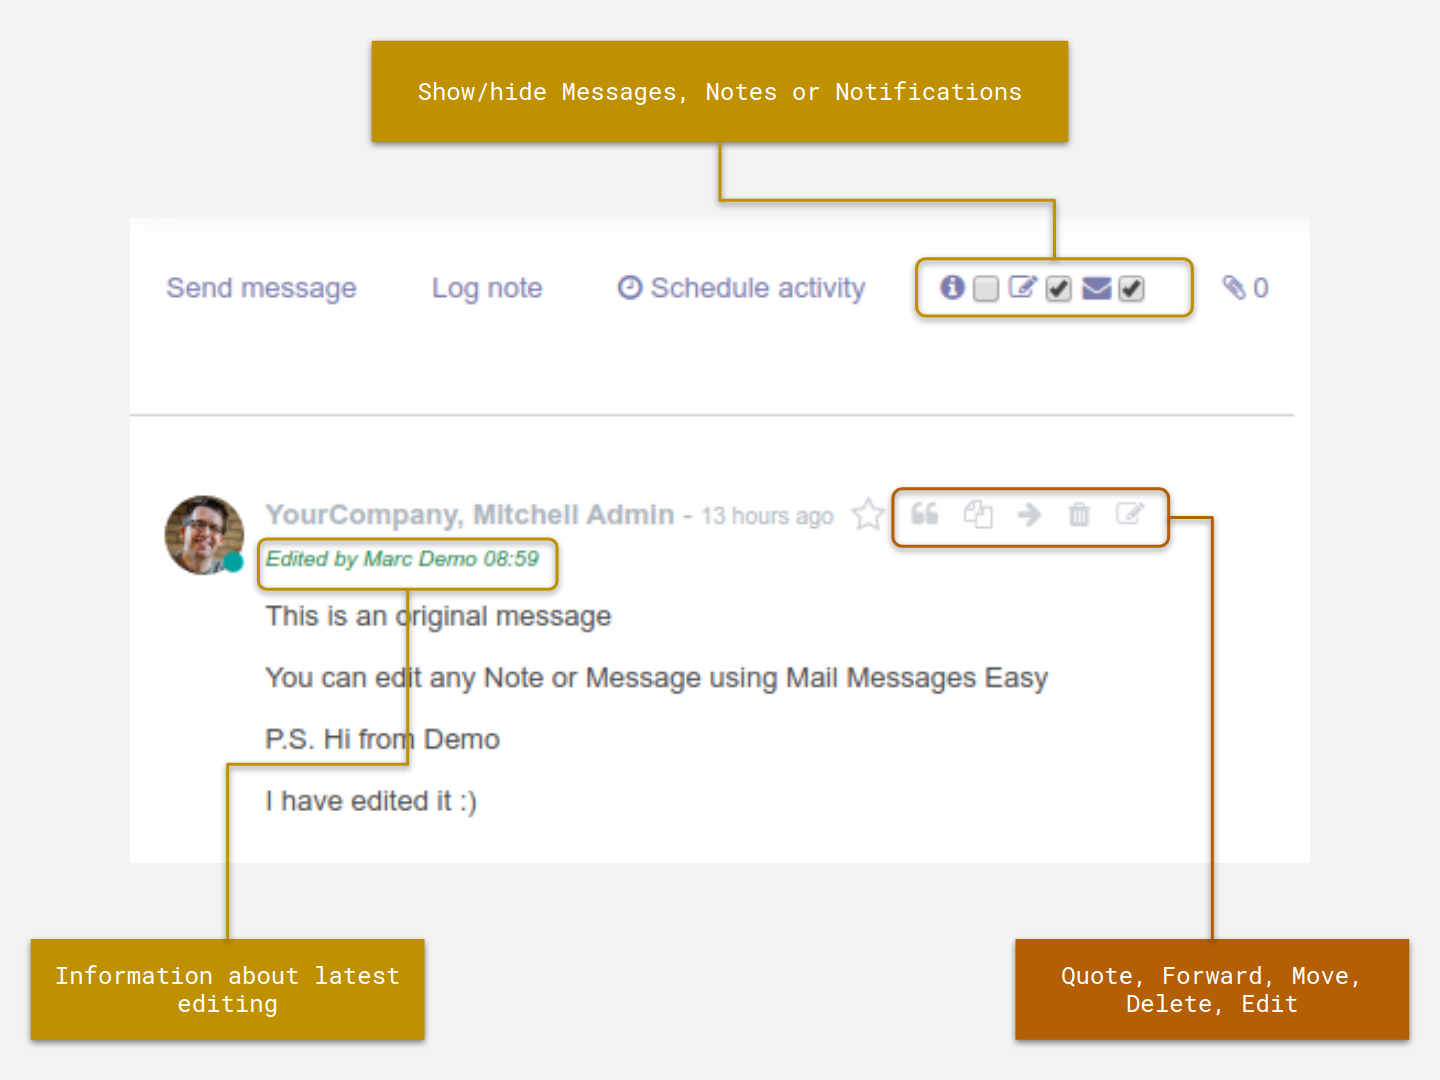 Show/hide Messages, Notes or Notifications
Send message Log note Schedule activity 0
YourCompany, Mitchell Admin - 13 hours ago
Edited by Marc Demo 08:59
This is an original message
You can edit any Note or Message using Mail Messages Easy
P.S. Hi from Demo
I have edited it :)
Information about latest
editing
Quote, Forward, Move,
Delete, Edit